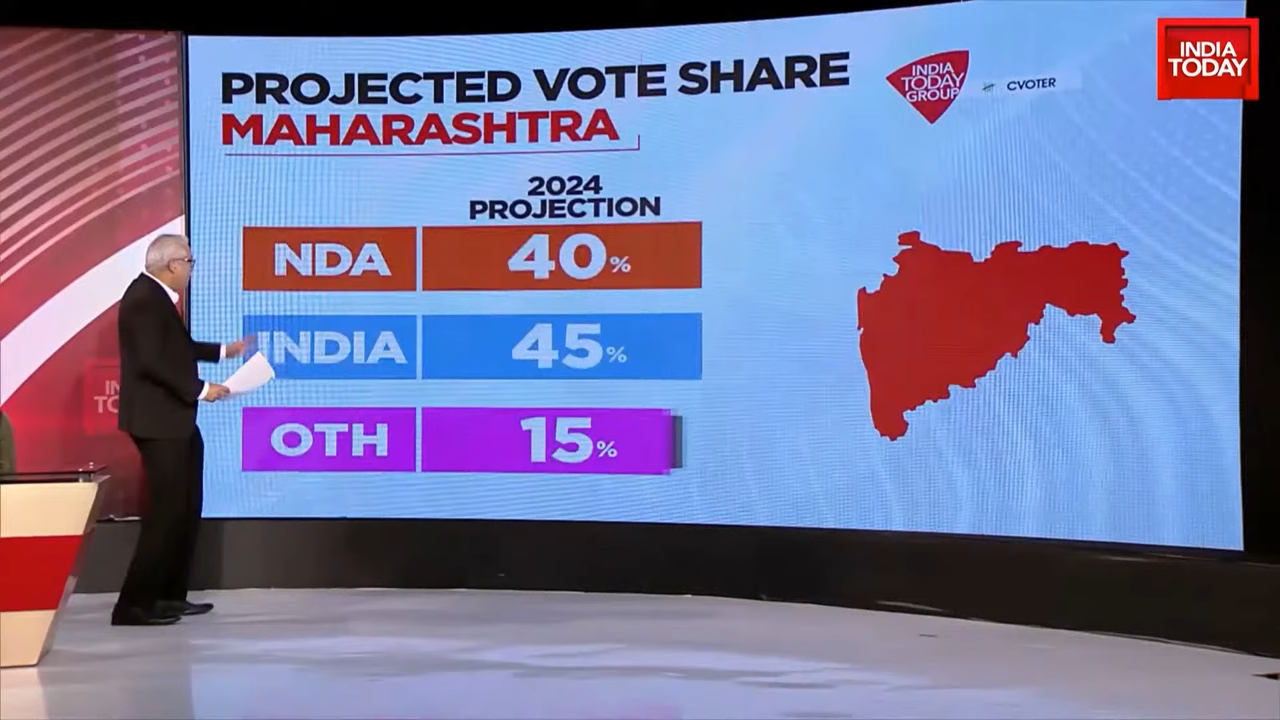 PROJECTED VOTE SHARE
MAHARASHTRA
INDIA
TODAY
GROUP
CVOTER
INDIA
TODAY
2024
PROJECTION
NDA 40%
INDIA 45%
OTH 15%